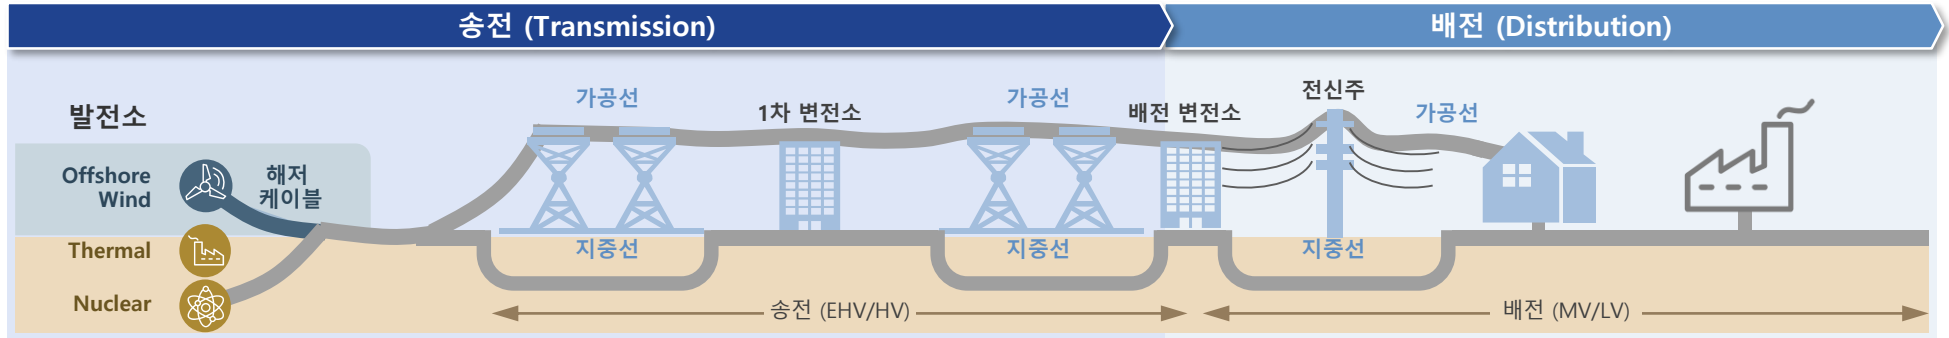 송전 (Transmission)
배전 (Distribution)
발전소
가공선
1차 변전소
가공선
배전 변전소
전신주
가공선
Offshore
Wind
해저
케이블
Thermal
Nuclear
지중선
지중선
지중선
송전 (EHV/HV)
배전 (MV/LV)